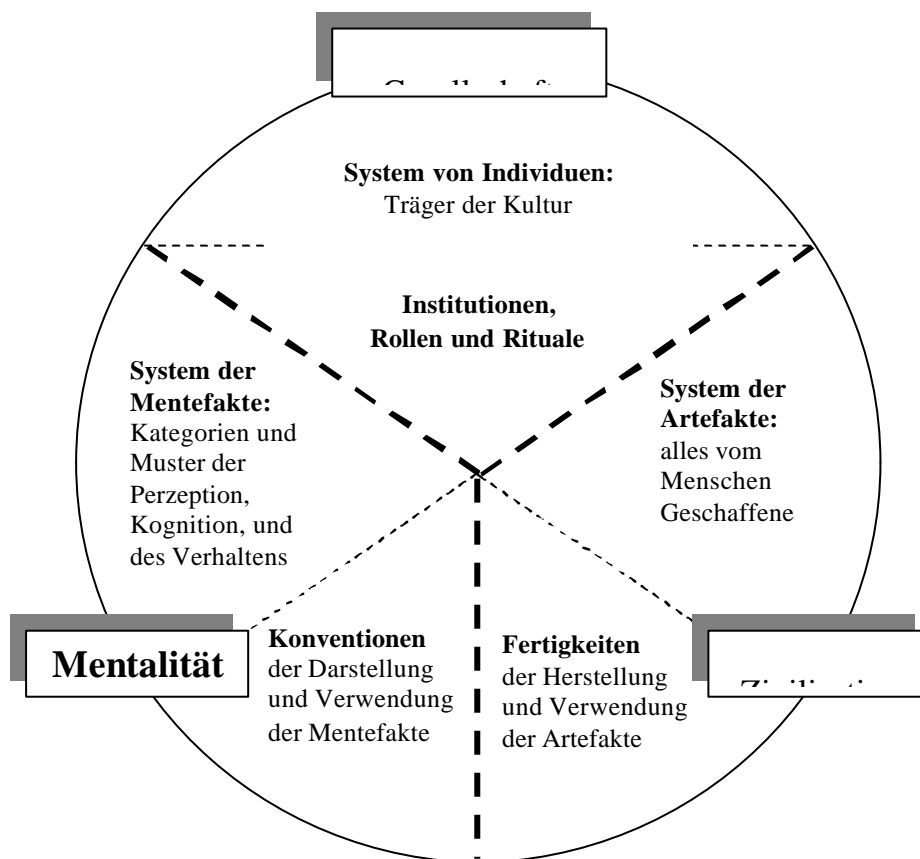 System von Individuen:
Träger der Kultur
Institutionen,
Rollen und Rituale
System der
Mentefakte:
Kategorien und
Muster der
Perzeption,
Kognition, und
des Verhaltens
System der
Artefakte:
alles vom
Menschen
Geschaffene
Mentalität
Konventionen
der Darstellung
und Verwendung
der Mentefakte
Fertigkeiten
der Herstellung
und Verwendung
der Artefakte